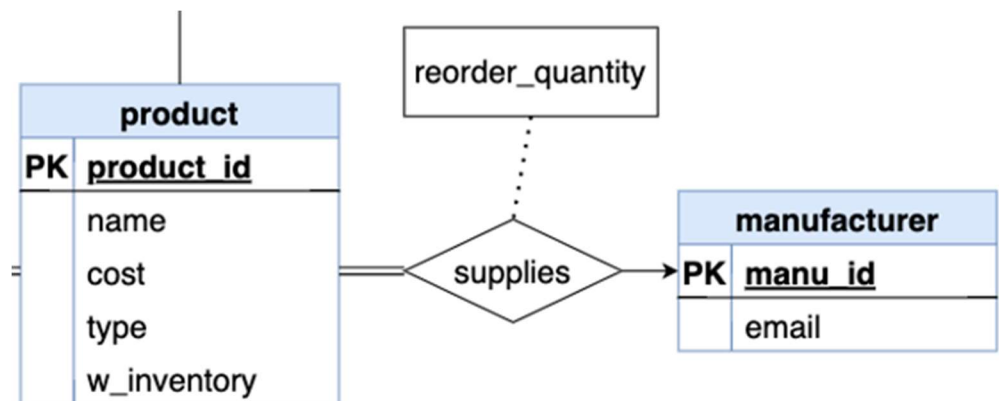 reorder_quantity
product
PK product_id
name
cost
type
w_inventory
supplies
manufacturer
PK manu_id
email